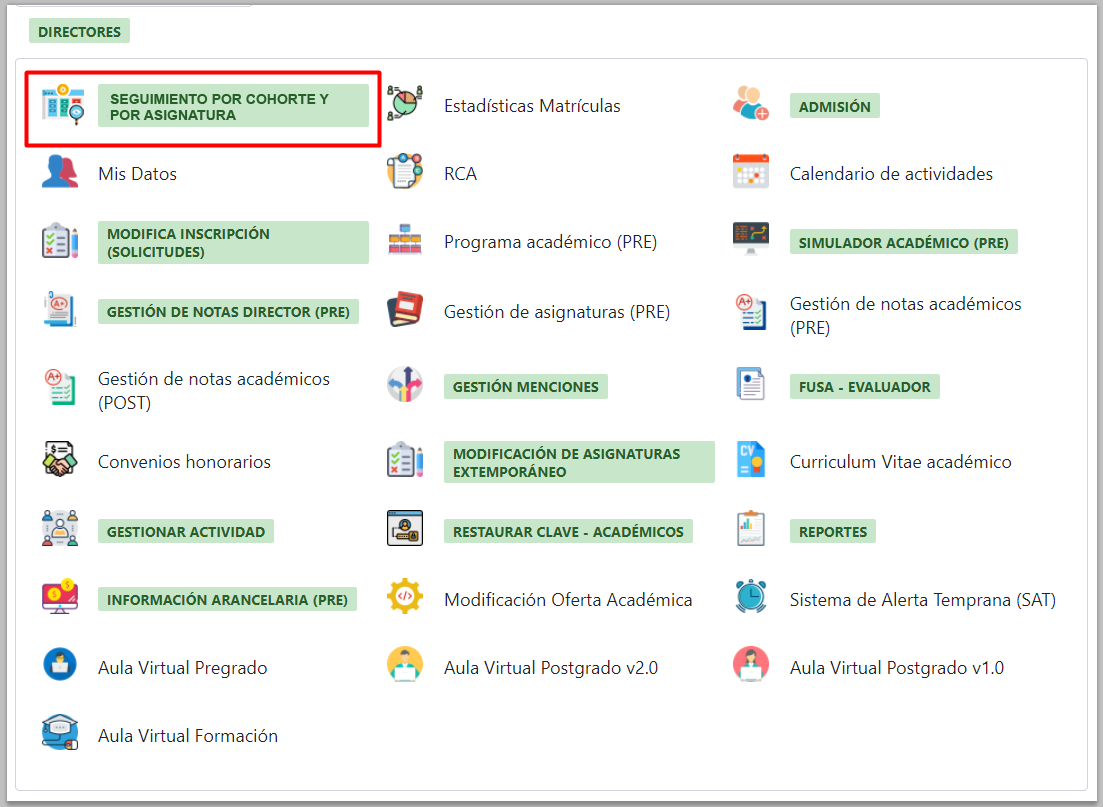 DIRECTORES
SEGUIMIENTO POR COHORTE Y
POR ASIGNATURA
Estadísticas Matrículas
ADMISIÓN
Mis Datos
RCA
Calendario de actividades
MODIFICA INSCRIPCIÓN
(SOLICITUDES)
Programa académico (PRE)
SIMULADOR ACADÉMICO (PRE)
GESTIÓN DE NOTAS DIRECTOR (PRE)
Gestión de asignaturas (PRE)
Gestión de notas académicos
(PRE)
Gestión de notas académicos
(POST)
GESTIÓN MENCIONES
FUSA - EVALUADOR
Convenios honorarios
MODIFICACIÓN DE ASIGNATURAS
EXTEMPORÁNEO
CV
Curriculum Vitae académico
GESTIONAR ACTIVIDAD
RESTAURAR CLAVE - ACADÉMICOS
REPORTES
INFORMACIÓN ARANCELARIA (PRE)
Modificación Oferta Académica
Sistema de Alerta Temprana (SAT)
Aula Virtual Pregrado
Aula Virtual Postgrado v2.0
Aula Virtual Postgrado v1.0
Aula Virtual Formación